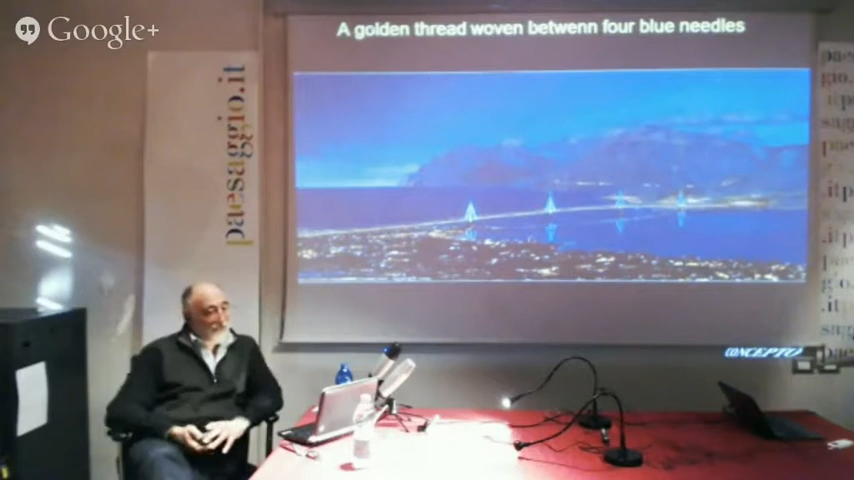 Google+
A golden thread woven betwenn four blue needles
paesaggio.it
CONCEPTO